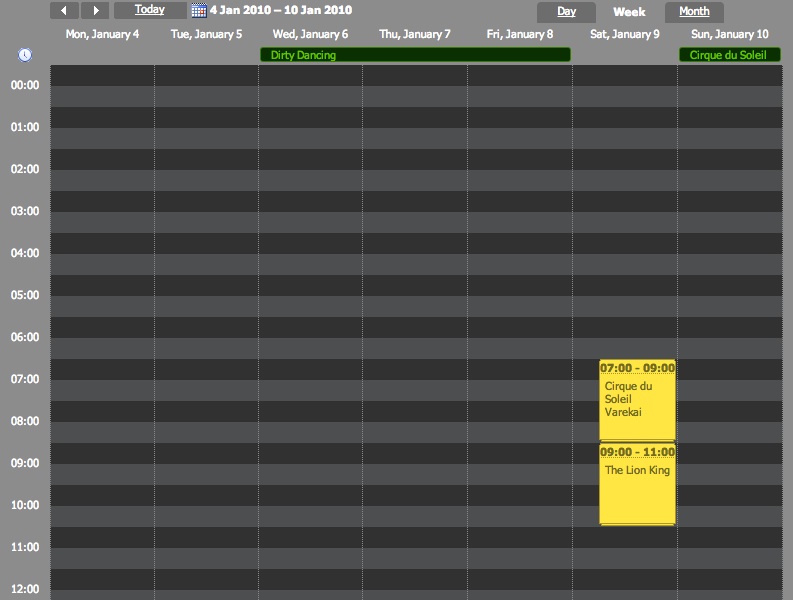 Today
4 Jan 2010 – 10 Jan 2010
Day
Week
Month
Mon, January 4
Tue, January 5
Wed, January 6
Thu, January 7
Fri, January 8
Sat, January 9
Sun, January 10
Dirty Dancing
Cirque du Soleil
00:00
01:00
02:00
03:00
04:00
05:00
06:00
07:00
08:00
09:00
10:00
11:00
12:00
07:00 - 09:00
Cirque du
Soleil
Varekai
09:00 - 11:00
The Lion King